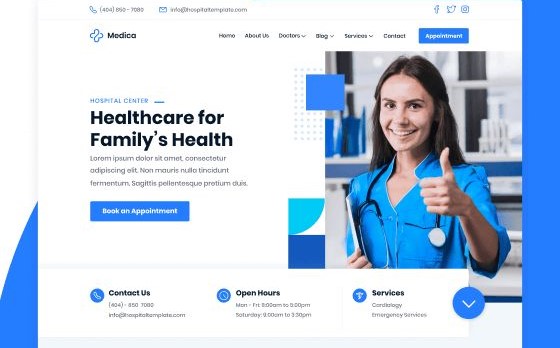 (404) 850 - 7080 info@hospitaltemplate.com
Medica Home About Us Doctors Blog Services Contact Appointment
HOSPITAL CENTER
Healthcare for
Family's Health
Lorem ipsum dolor sit amet, consectetur
adipiscing elit. Non mauris nulla tincidunt
fermentum. Sagittis pellentesque pretium duis.
Book an Appointment
Contact Us
(404) - 850 7080
info@hospitaltemplate.com
Open Hours
Mon - Fri: 8:00am to 5:00pm
Saturday: 9:00am to 3:30pm
Services
Cardiology
Emergency Services